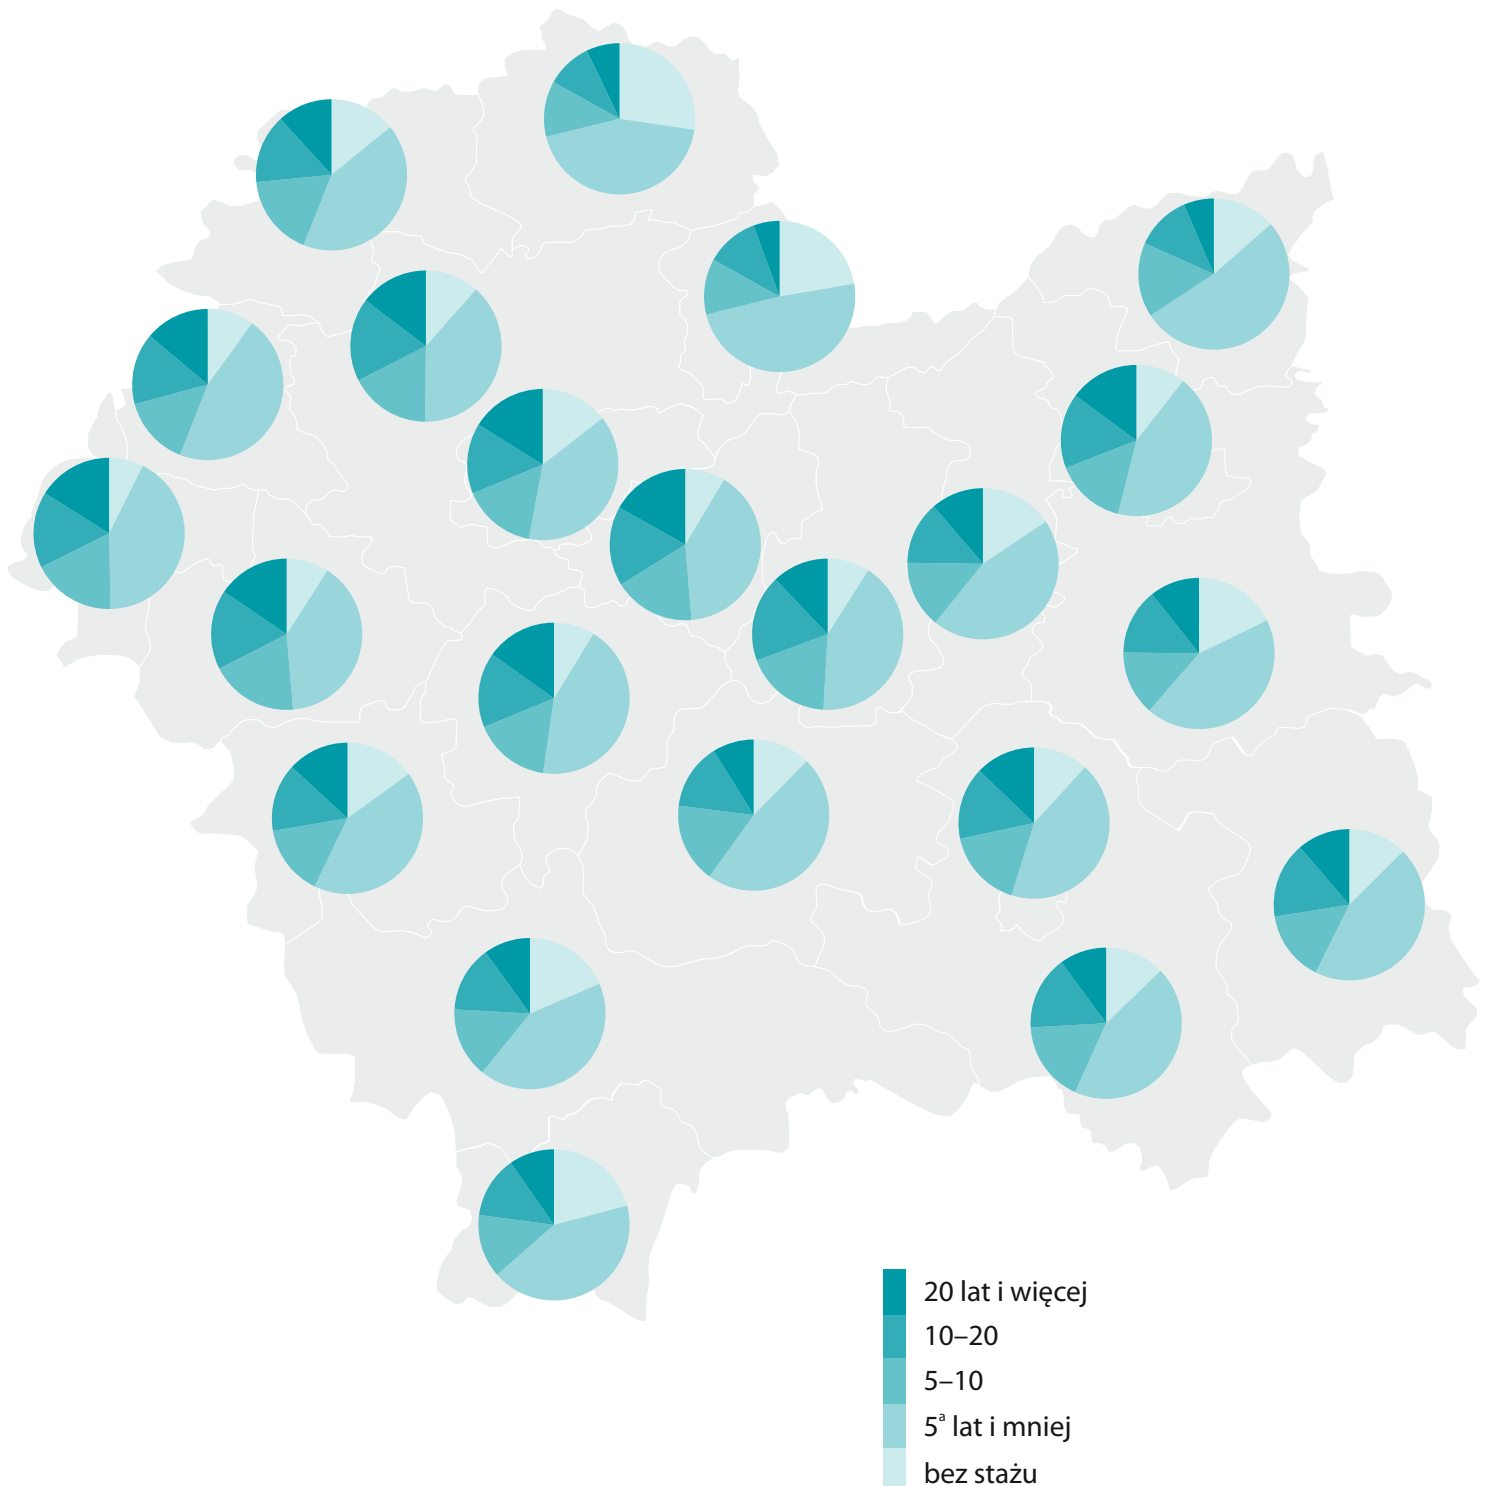 20 lat i więcej
10–20
5–10
5ᵃ lat i mniej
bez stażu